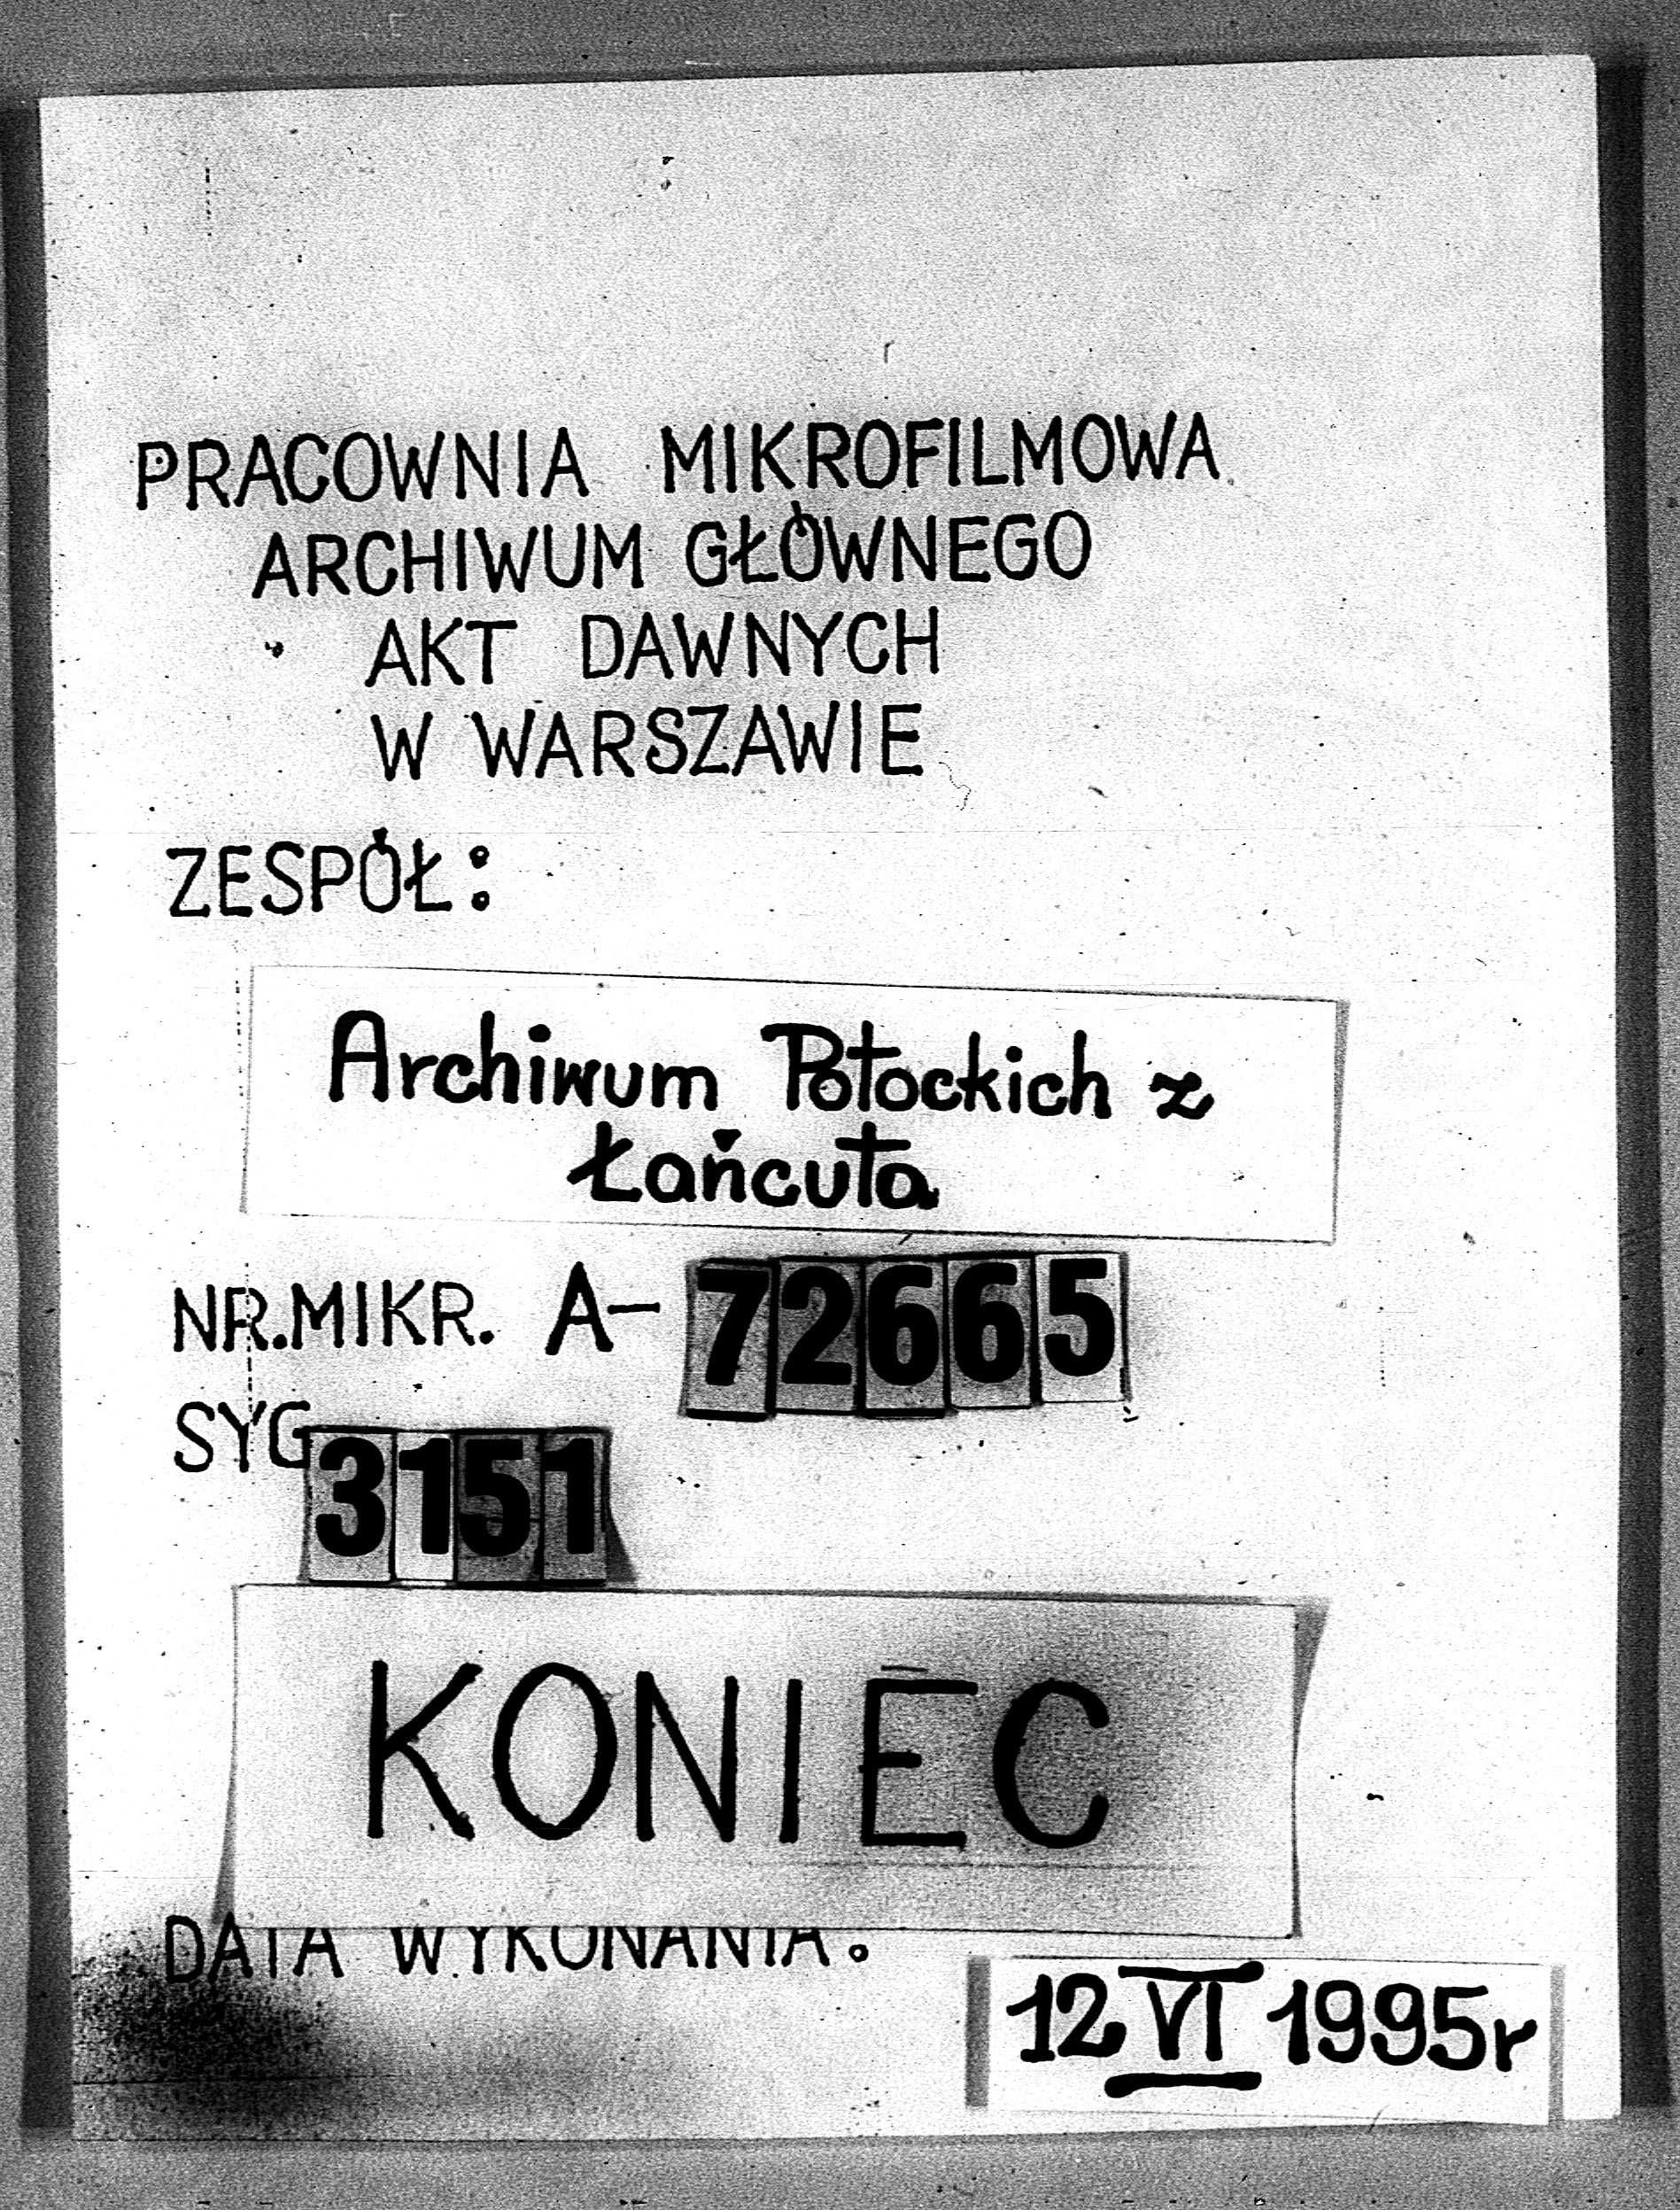 PRACOWNIA MIKROFILMOWA
ARCHIWUM GŁÓWNEGO
AKT DAWNYCH
W WARSZAWIE
ZESPÓŁ:
Archiwum Potockich z
Łańcuta
NR.MIKR. A- 72665
SYG 3151
KONIEC
DATA WYKONANIA:
12 VI 1995r